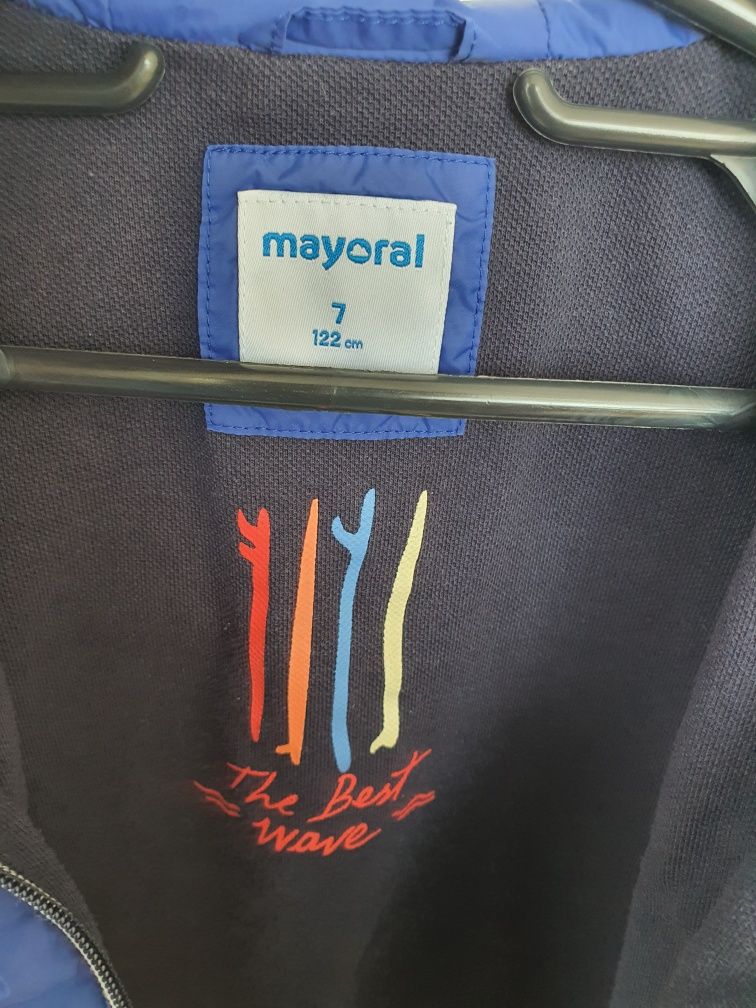 mayoral
7
122 cm
The Best
Wave